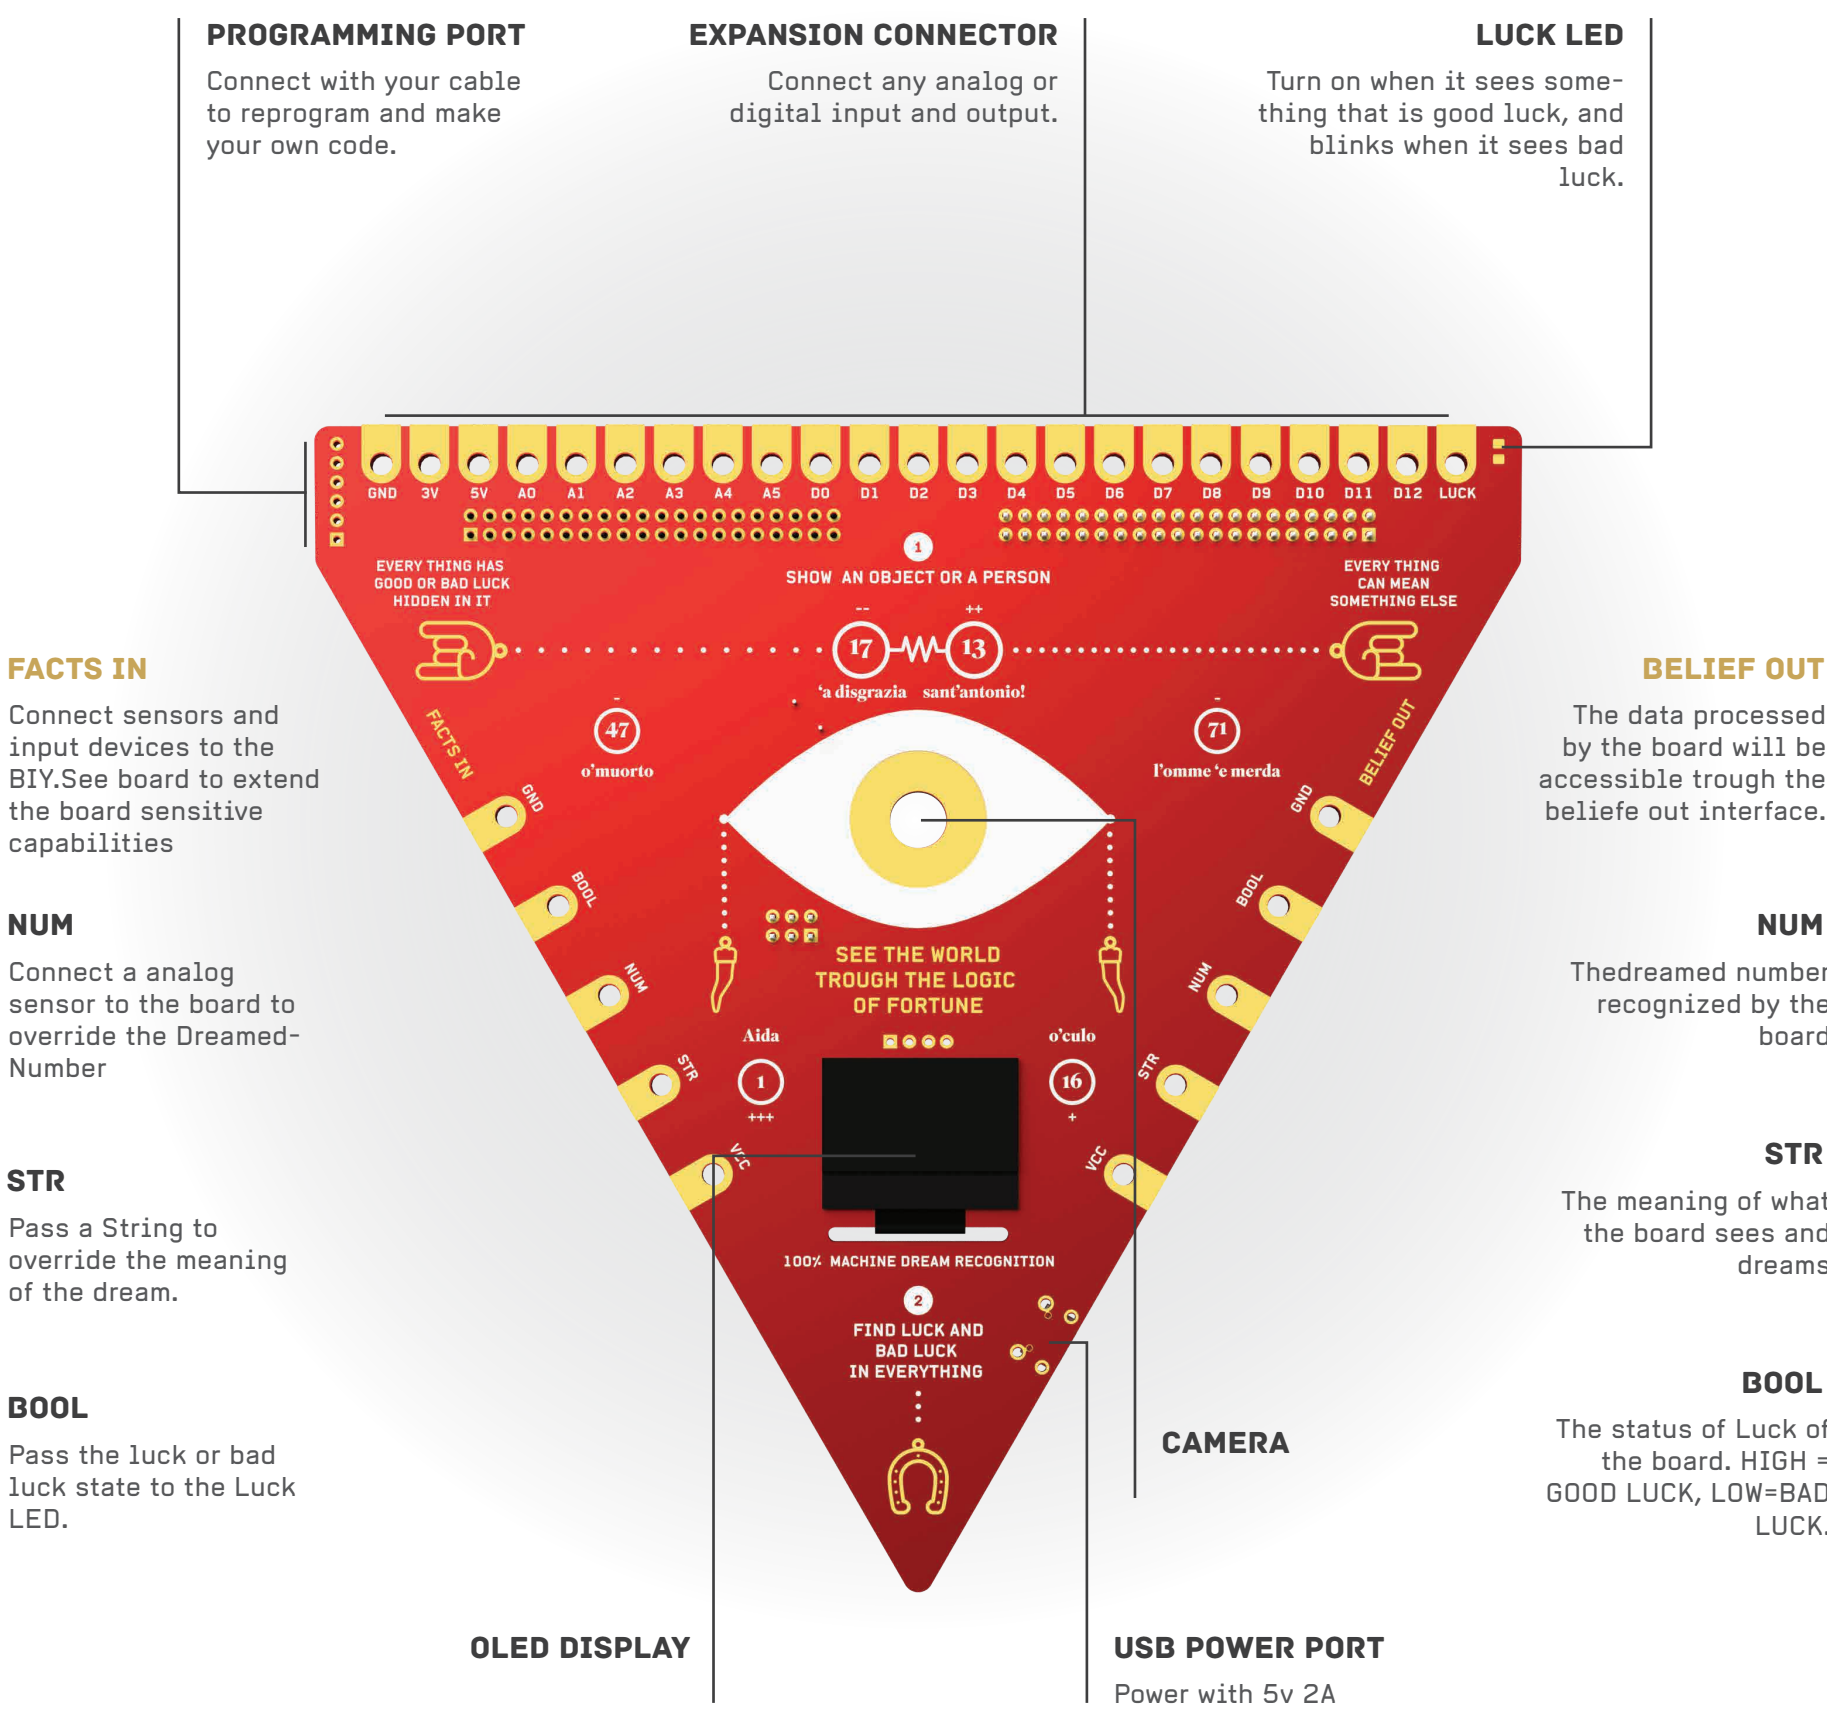 PROGRAMMING PORT
Connect with your cable
to reprogram and make
your own code.
EXPANSION CONNECTOR
Connect any analog or
digital input and output.
LUCK LED
Turn on when it sees some-
thing that is good luck, and
blinks when it sees bad
luck.
GND 3V 5V A0 A1 A2 A3 A4 A5 D0 D1 D2 D3 D4 D5 D6 D7 D8 D9 D10 D11 D12 LUCK
1
SHOW AN OBJECT OR A PERSON
EVERY THING HAS
GOOD OR BAD LUCK
HIDDEN IN IT
EVERY THING
CAN MEAN
SOMETHING ELSE
-- ++
17 13
'a disgrazia sant'antonio!
-
47
o'muorto
-
71
l'omme 'e merda
FACTS IN
GND
BOOL
NUM
STR
VCC
BELIEF OUT
GND
BOOL
NUM
STR
VCC
SEE THE WORLD
TROUGH THE LOGIC
OF FORTUNE
Aida
1
+++
o'culo
16
+
100% MACHINE DREAM RECOGNITION
2
FIND LUCK AND
BAD LUCK
IN EVERYTHING
FACTS IN
Connect sensors and
input devices to the
BIY.See board to extend
the board sensitive
capabilities
NUM
Connect a analog
sensor to the board to
override the Dreamed-
Number
STR
Pass a String to
override the meaning
of the dream.
BOOL
Pass the luck or bad
luck state to the Luck
LED.
BELIEF OUT
The data processed
by the board will be
accessible trough the
beliefe out interface.
NUM
Thedreamed number
recognized by the
board
STR
The meaning of what
the board sees and
dreams
BOOL
The status of Luck of
the board. HIGH =
GOOD LUCK, LOW=BAD
LUCK.
CAMERA
OLED DISPLAY
USB POWER PORT
Power with 5v 2A